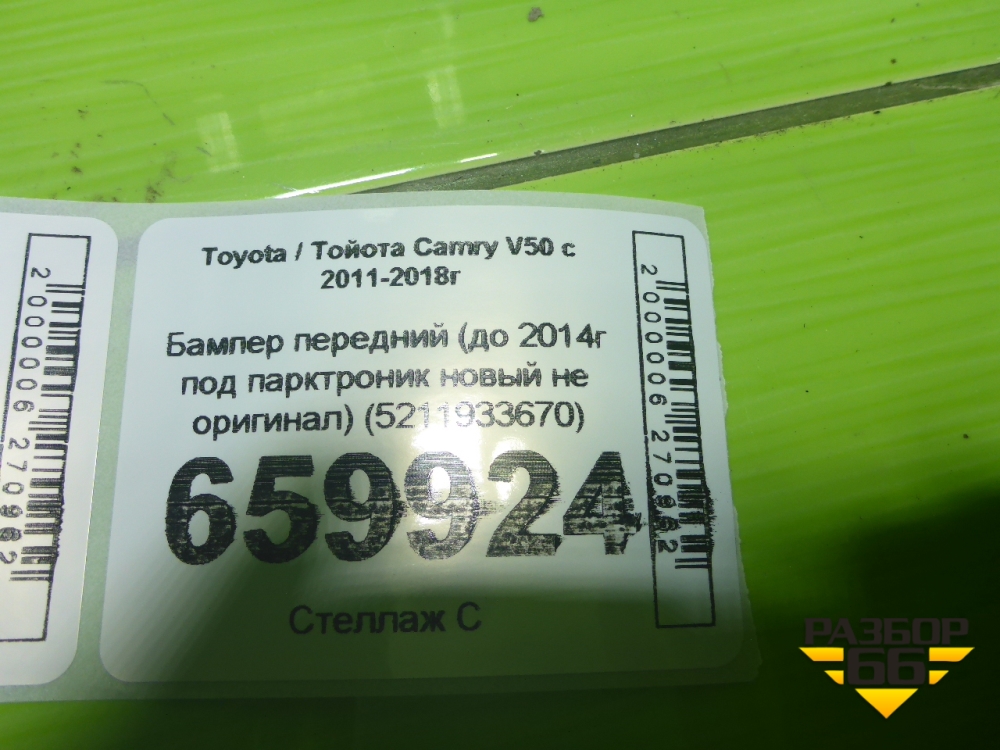 Toyota / Тойота Camry V50 с
2011-2018г
Бампер передний (до 2014г
под парктроник новый не
оригинал) (5211933670)
659924
Стеллаж С
2000006270962
2000006270962
РАЗБОР
66